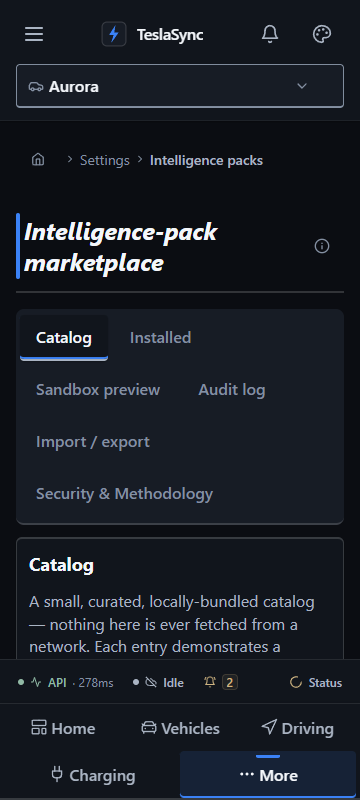 TeslaSync
Aurora
Settings
Intelligence packs
Intelligence-pack
marketplace
Catalog
Installed
Sandbox preview
Audit log
Import / export
Security & Methodology
Catalog
A small, curated, locally-bundled catalog
— nothing here is ever fetched from a
network. Each entry demonstrates a
API · 278ms
Idle
2
Status
Home
Vehicles
Driving
Charging
More